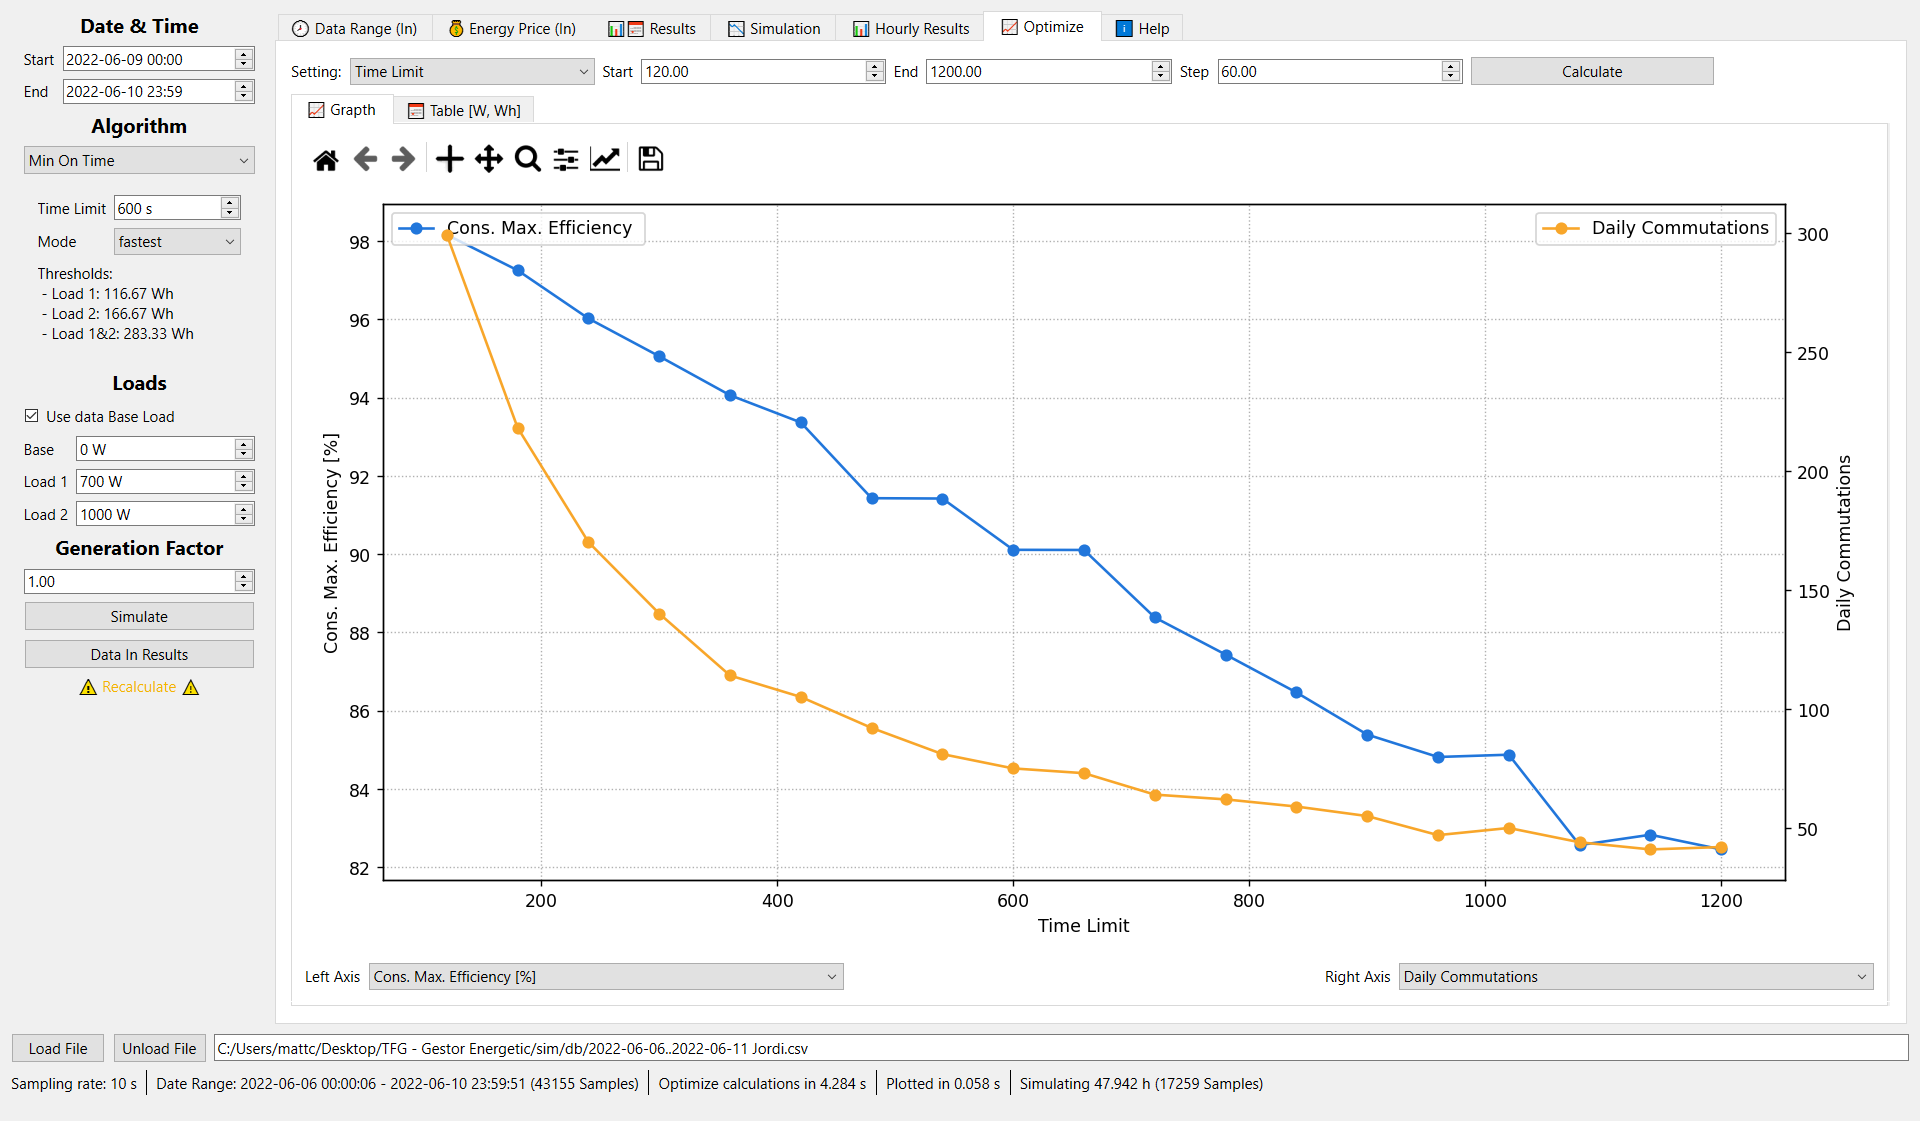 Date & Time
Start 2022-06-09 00:00
End 2022-06-10 23:59
Algorithm
Min On Time
Time Limit 600 s
Mode fastest
Thresholds:
- Load 1: 116.67 Wh
- Load 2: 166.67 Wh
- Load 1&2: 283.33 Wh
Loads
Use data Base Load
Base 0 W
Load 1 700 W
Load 2 1000 W
Generation Factor
1.00
Simulate
Data In Results
Recalculate
Data Range (In) Energy Price (In) Results Simulation Hourly Results Optimize Help
Setting: Time Limit Start 120.00 End 1200.00 Step 60.00 Calculate
Grapth Table [W, Wh]
Cons. Max. Efficiency
Daily Commutations
Cons. Max. Efficiency [%]
98
96
94
92
90
88
86
84
82
300
250
200
150
100
50
Daily Commutations
200 400 600 800 1000 1200
Time Limit
Left Axis Cons. Max. Efficiency [%] Right Axis Daily Commutations
Load File Unload File C:/Users/mattc/Desktop/TFG - Gestor Energetic/sim/db/2022-06-06..2022-06-11 Jordi.csv
Sampling rate: 10 s Date Range: 2022-06-06 00:00:06 - 2022-06-10 23:59:51 (43155 Samples) Optimize calculations in 4.284 s Plotted in 0.058 s Simulating 47.942 h (17259 Samples)